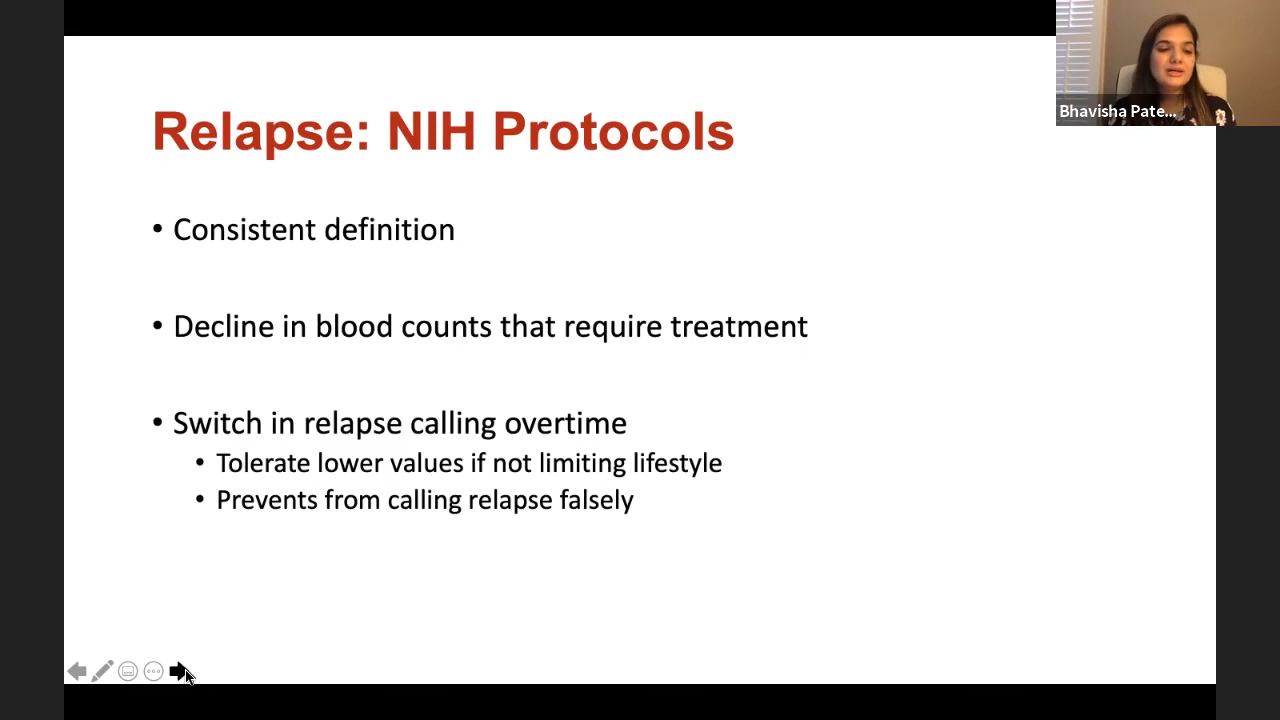 Relapse: NIH Protocols
• Consistent definition
• Decline in blood counts that require treatment
• Switch in relapse calling overtime
• Tolerate lower values if not limiting lifestyle
• Prevents from calling relapse falsely
Bhavisha Pate...